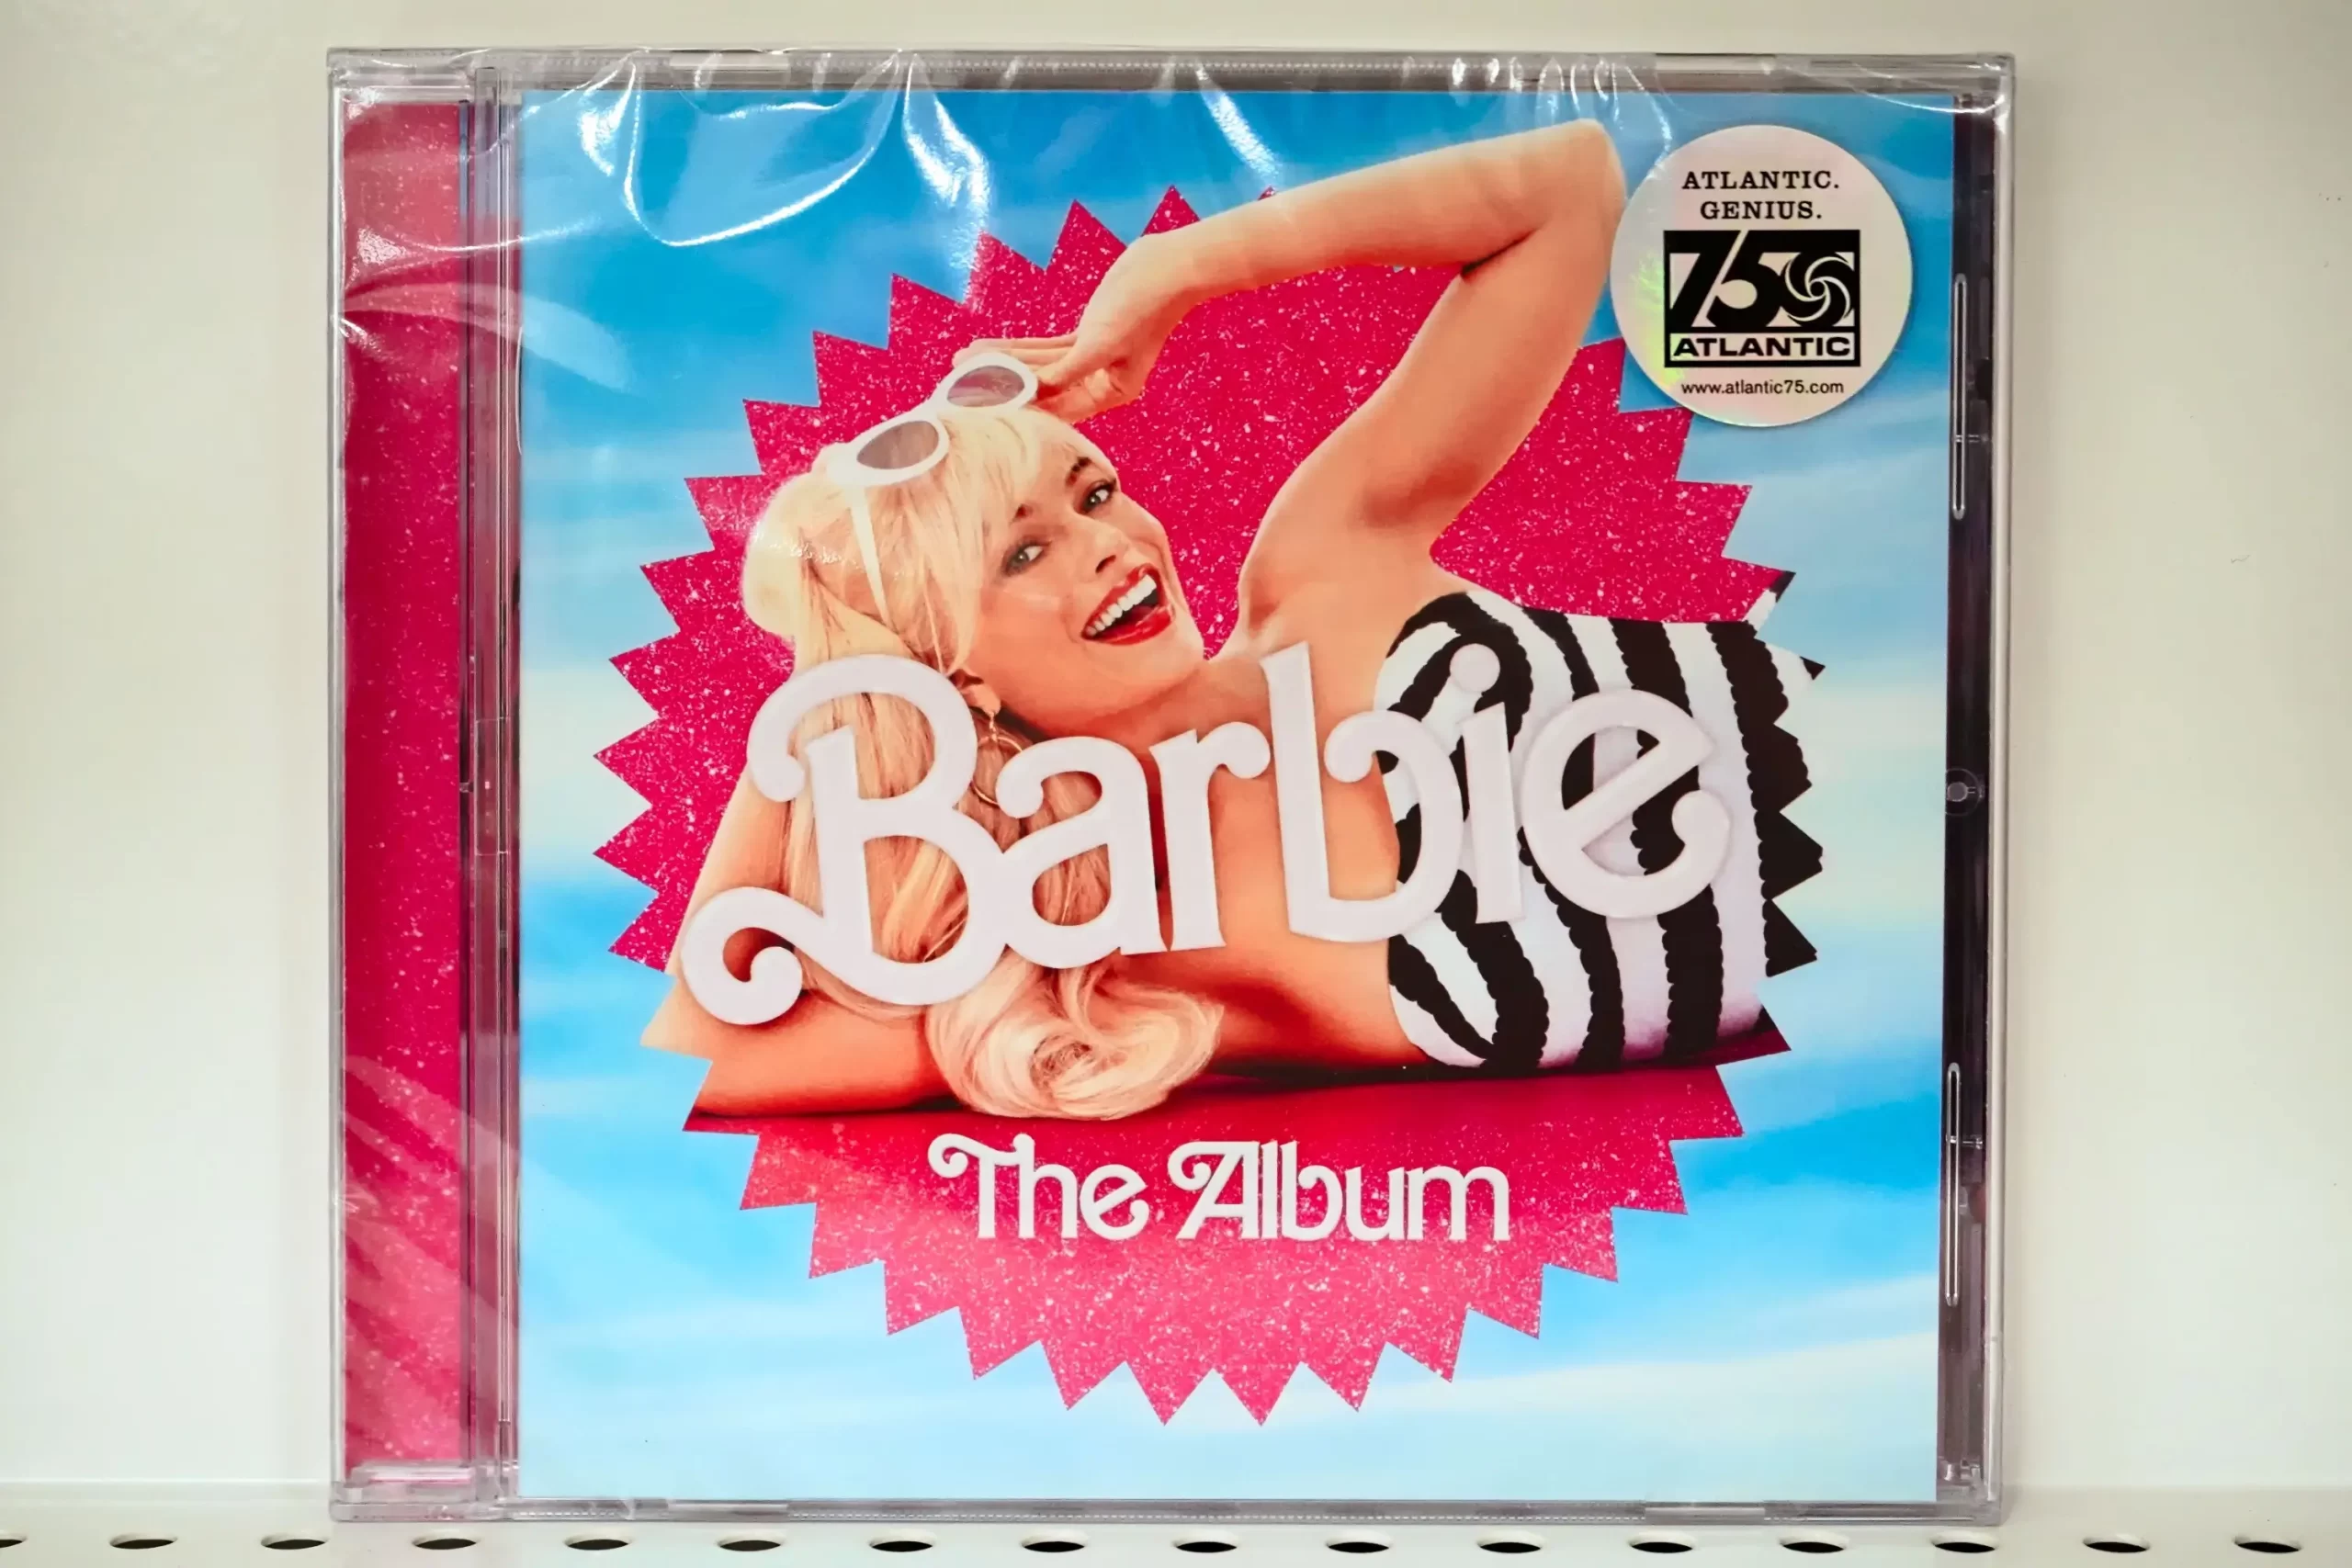 ATLANTIC.
GENIUS.
75
ATLANTIC
www.atlantic75.com
Barbie
The Album